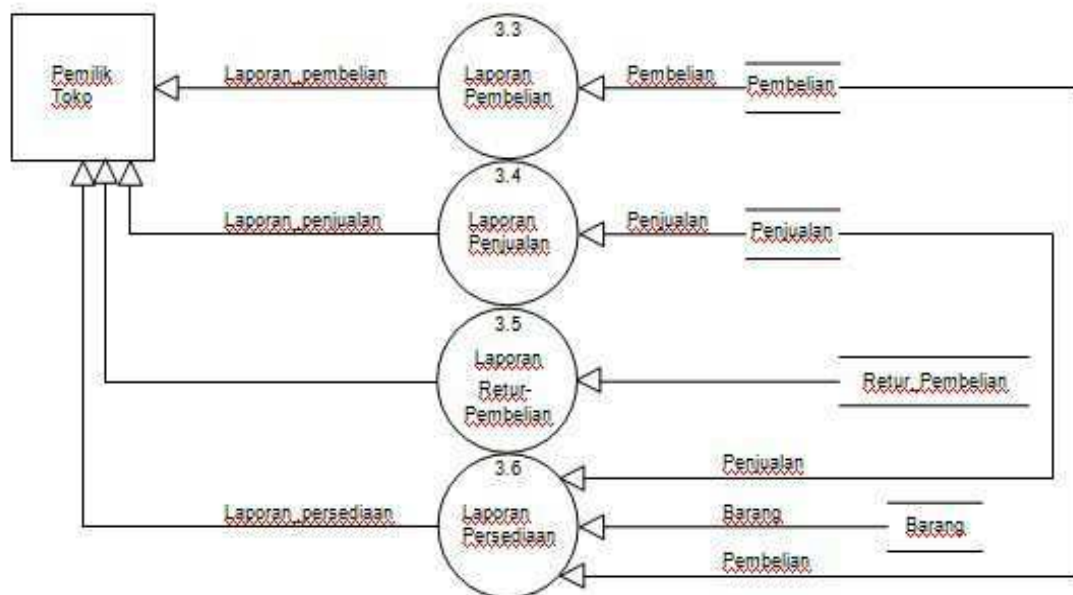 3.3
Pemilik
Toko
Laporan_pembelian
Laporan
Pembelian
Pembelian
Pembelian
3.4
Laporan_penjualan
Laporan
Penjualan
Penjualan
Penjualan
3.5
Laporan
Retur-
Pembelian
Retur_Pembelian
3.6
Penjualan
Laporan_persediaan
Laporan
Persediaan
Barang
Barang
Pembelian